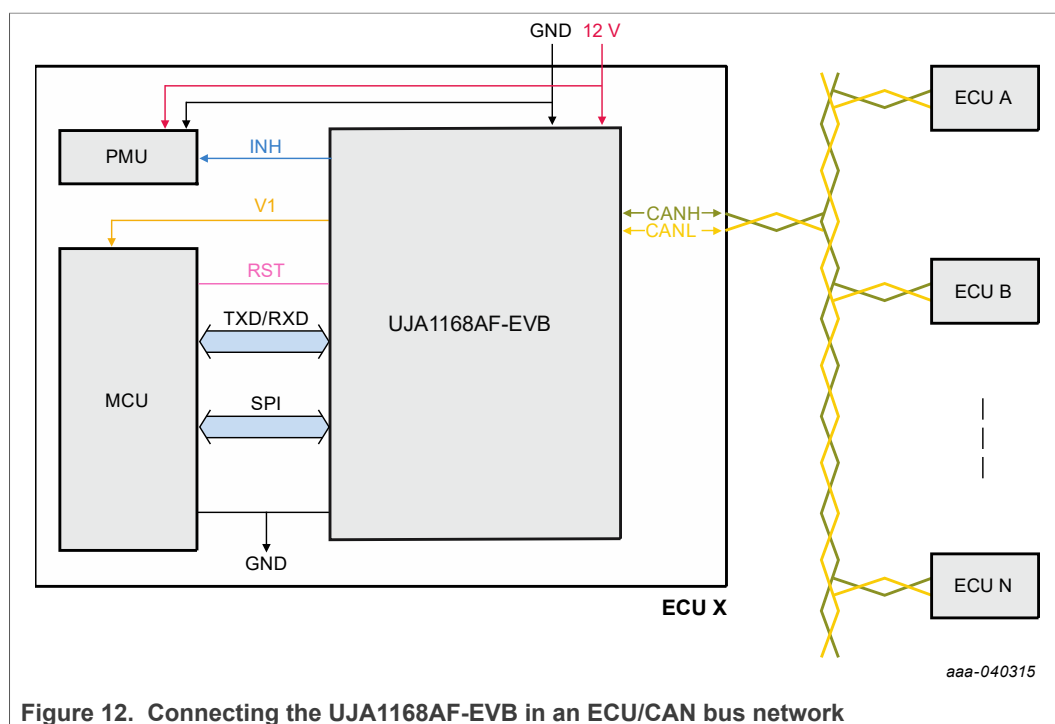 GND 12 V
ECU A
PMU
INH
V1
CANH
CANL
RST
ECU B
TXD/RXD
UJA1168AF-EVB
MCU
SPI
GND
ECU N
ECU X
aaa-040315
Figure 12. Connecting the UJA1168AF-EVB in an ECU/CAN bus network